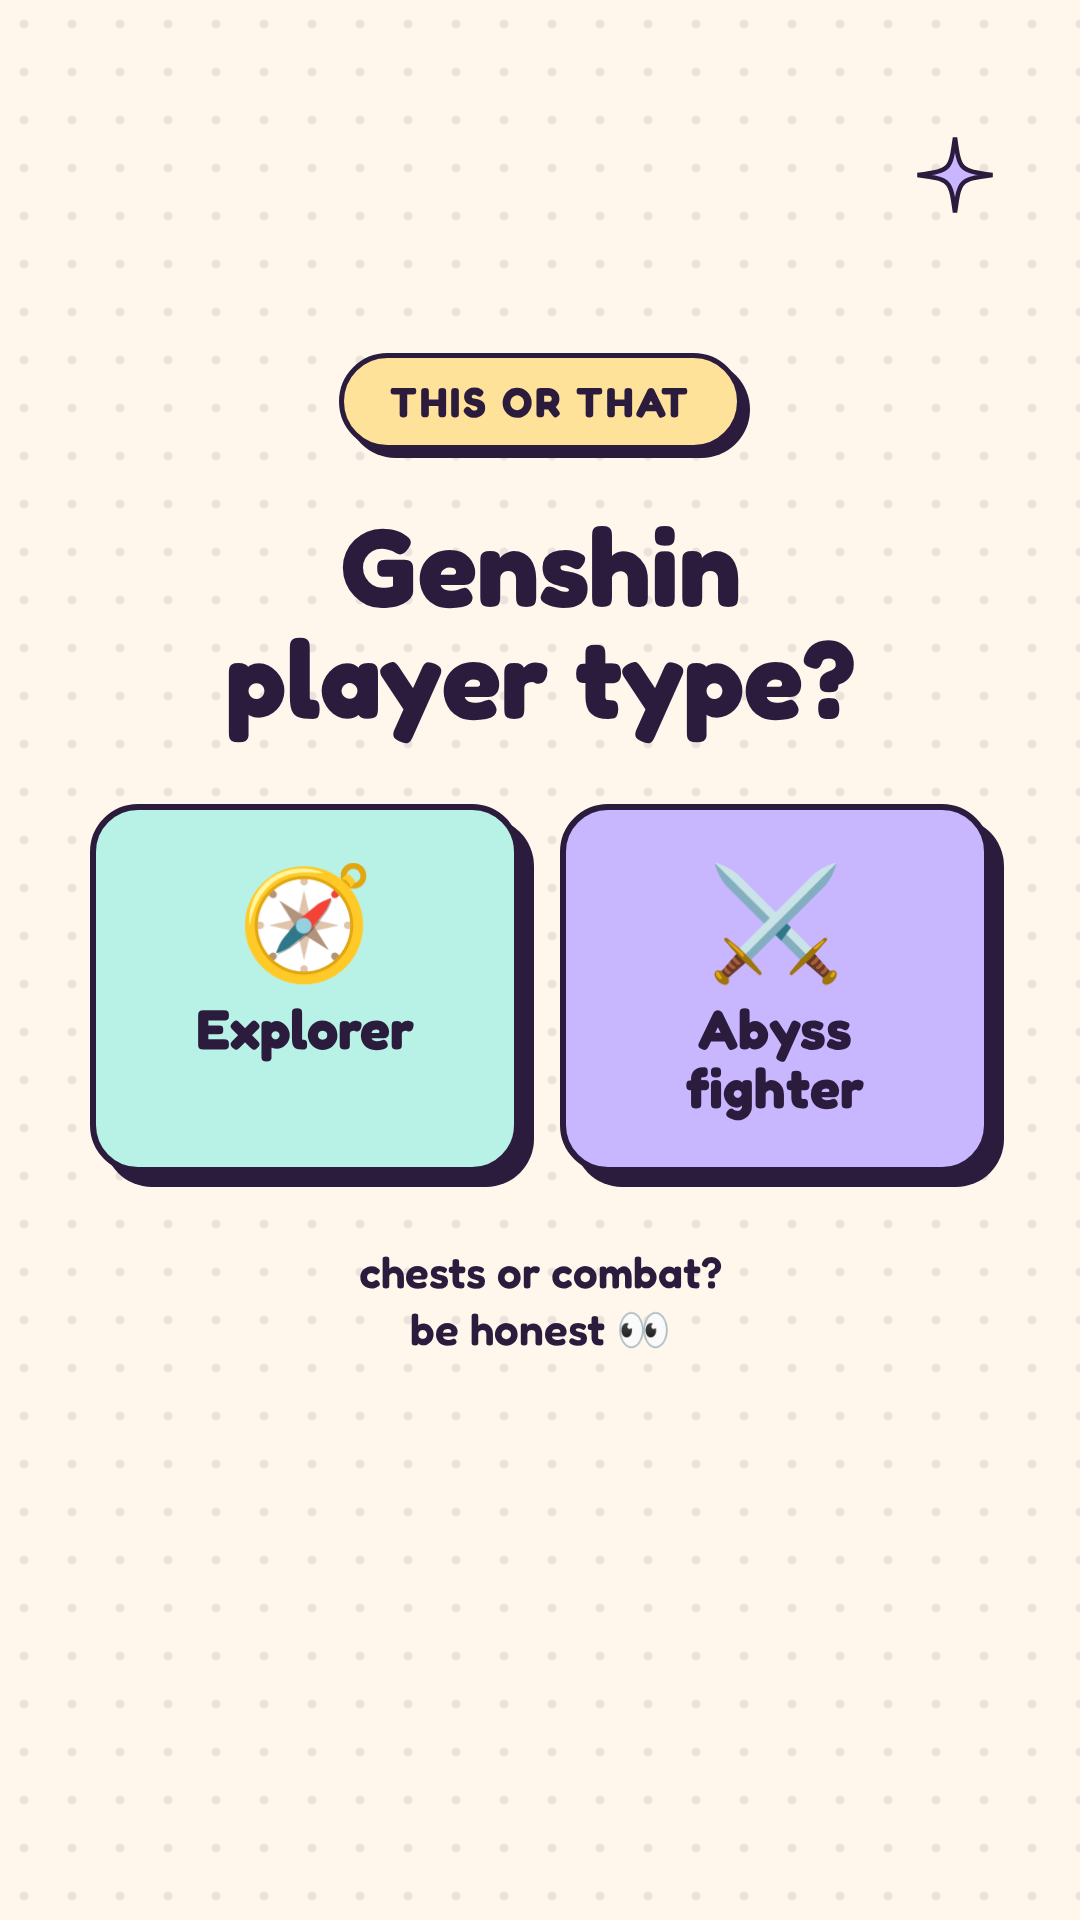 THIS OR THAT
Genshin
player type?
Explorer
Abyss
fighter
chests or combat?
be honest 👀